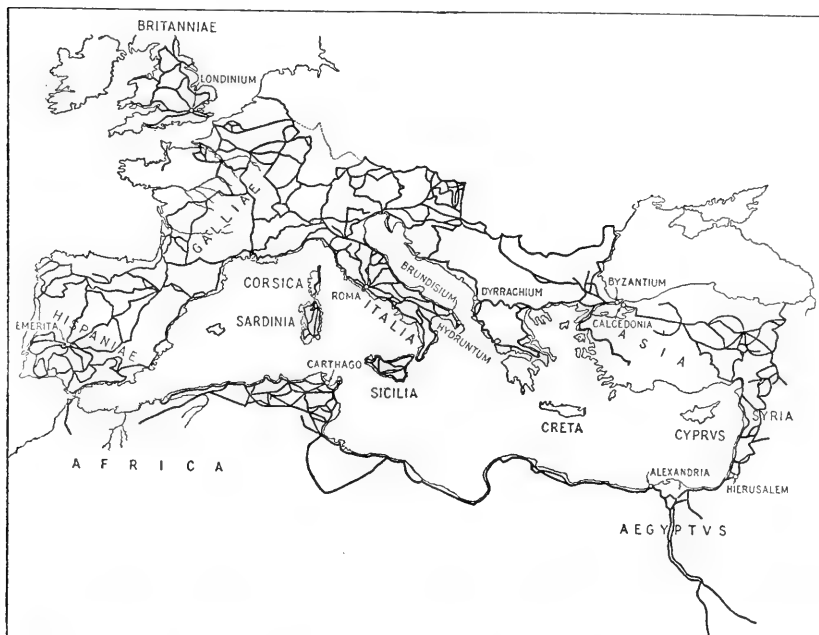 BRITANNIAE
LONDINIUM
GALLIAE
CORSICA
ROMA
BRUNDISIUM
DYRRACHIUM
BYZANTIUM
SARDINIA
ITALIA
HYDRUNTUM
CALCEDONIA
EMERITA
HISPANIAE
ASIA
CARTHAGO
SICILIA
CRETA
CYPRVS
SYRIA
AFRICA
ALEXANDRIA
HIERUSALEM
AEGYPTVS